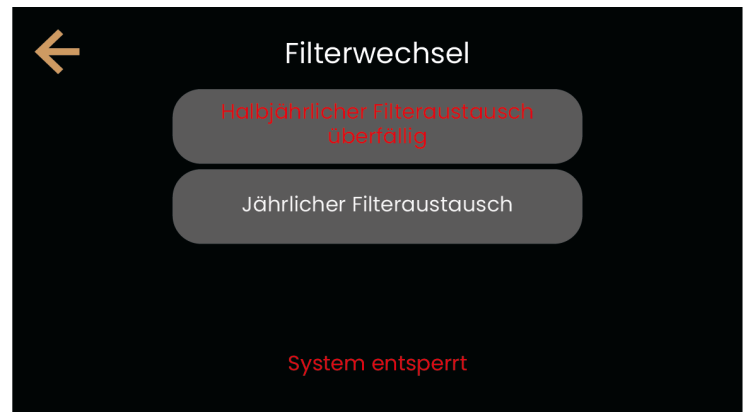 Filterwechsel
Halbjährlicher Filteraustausch
überfällig
Jährlicher Filteraustausch
System entsperrt